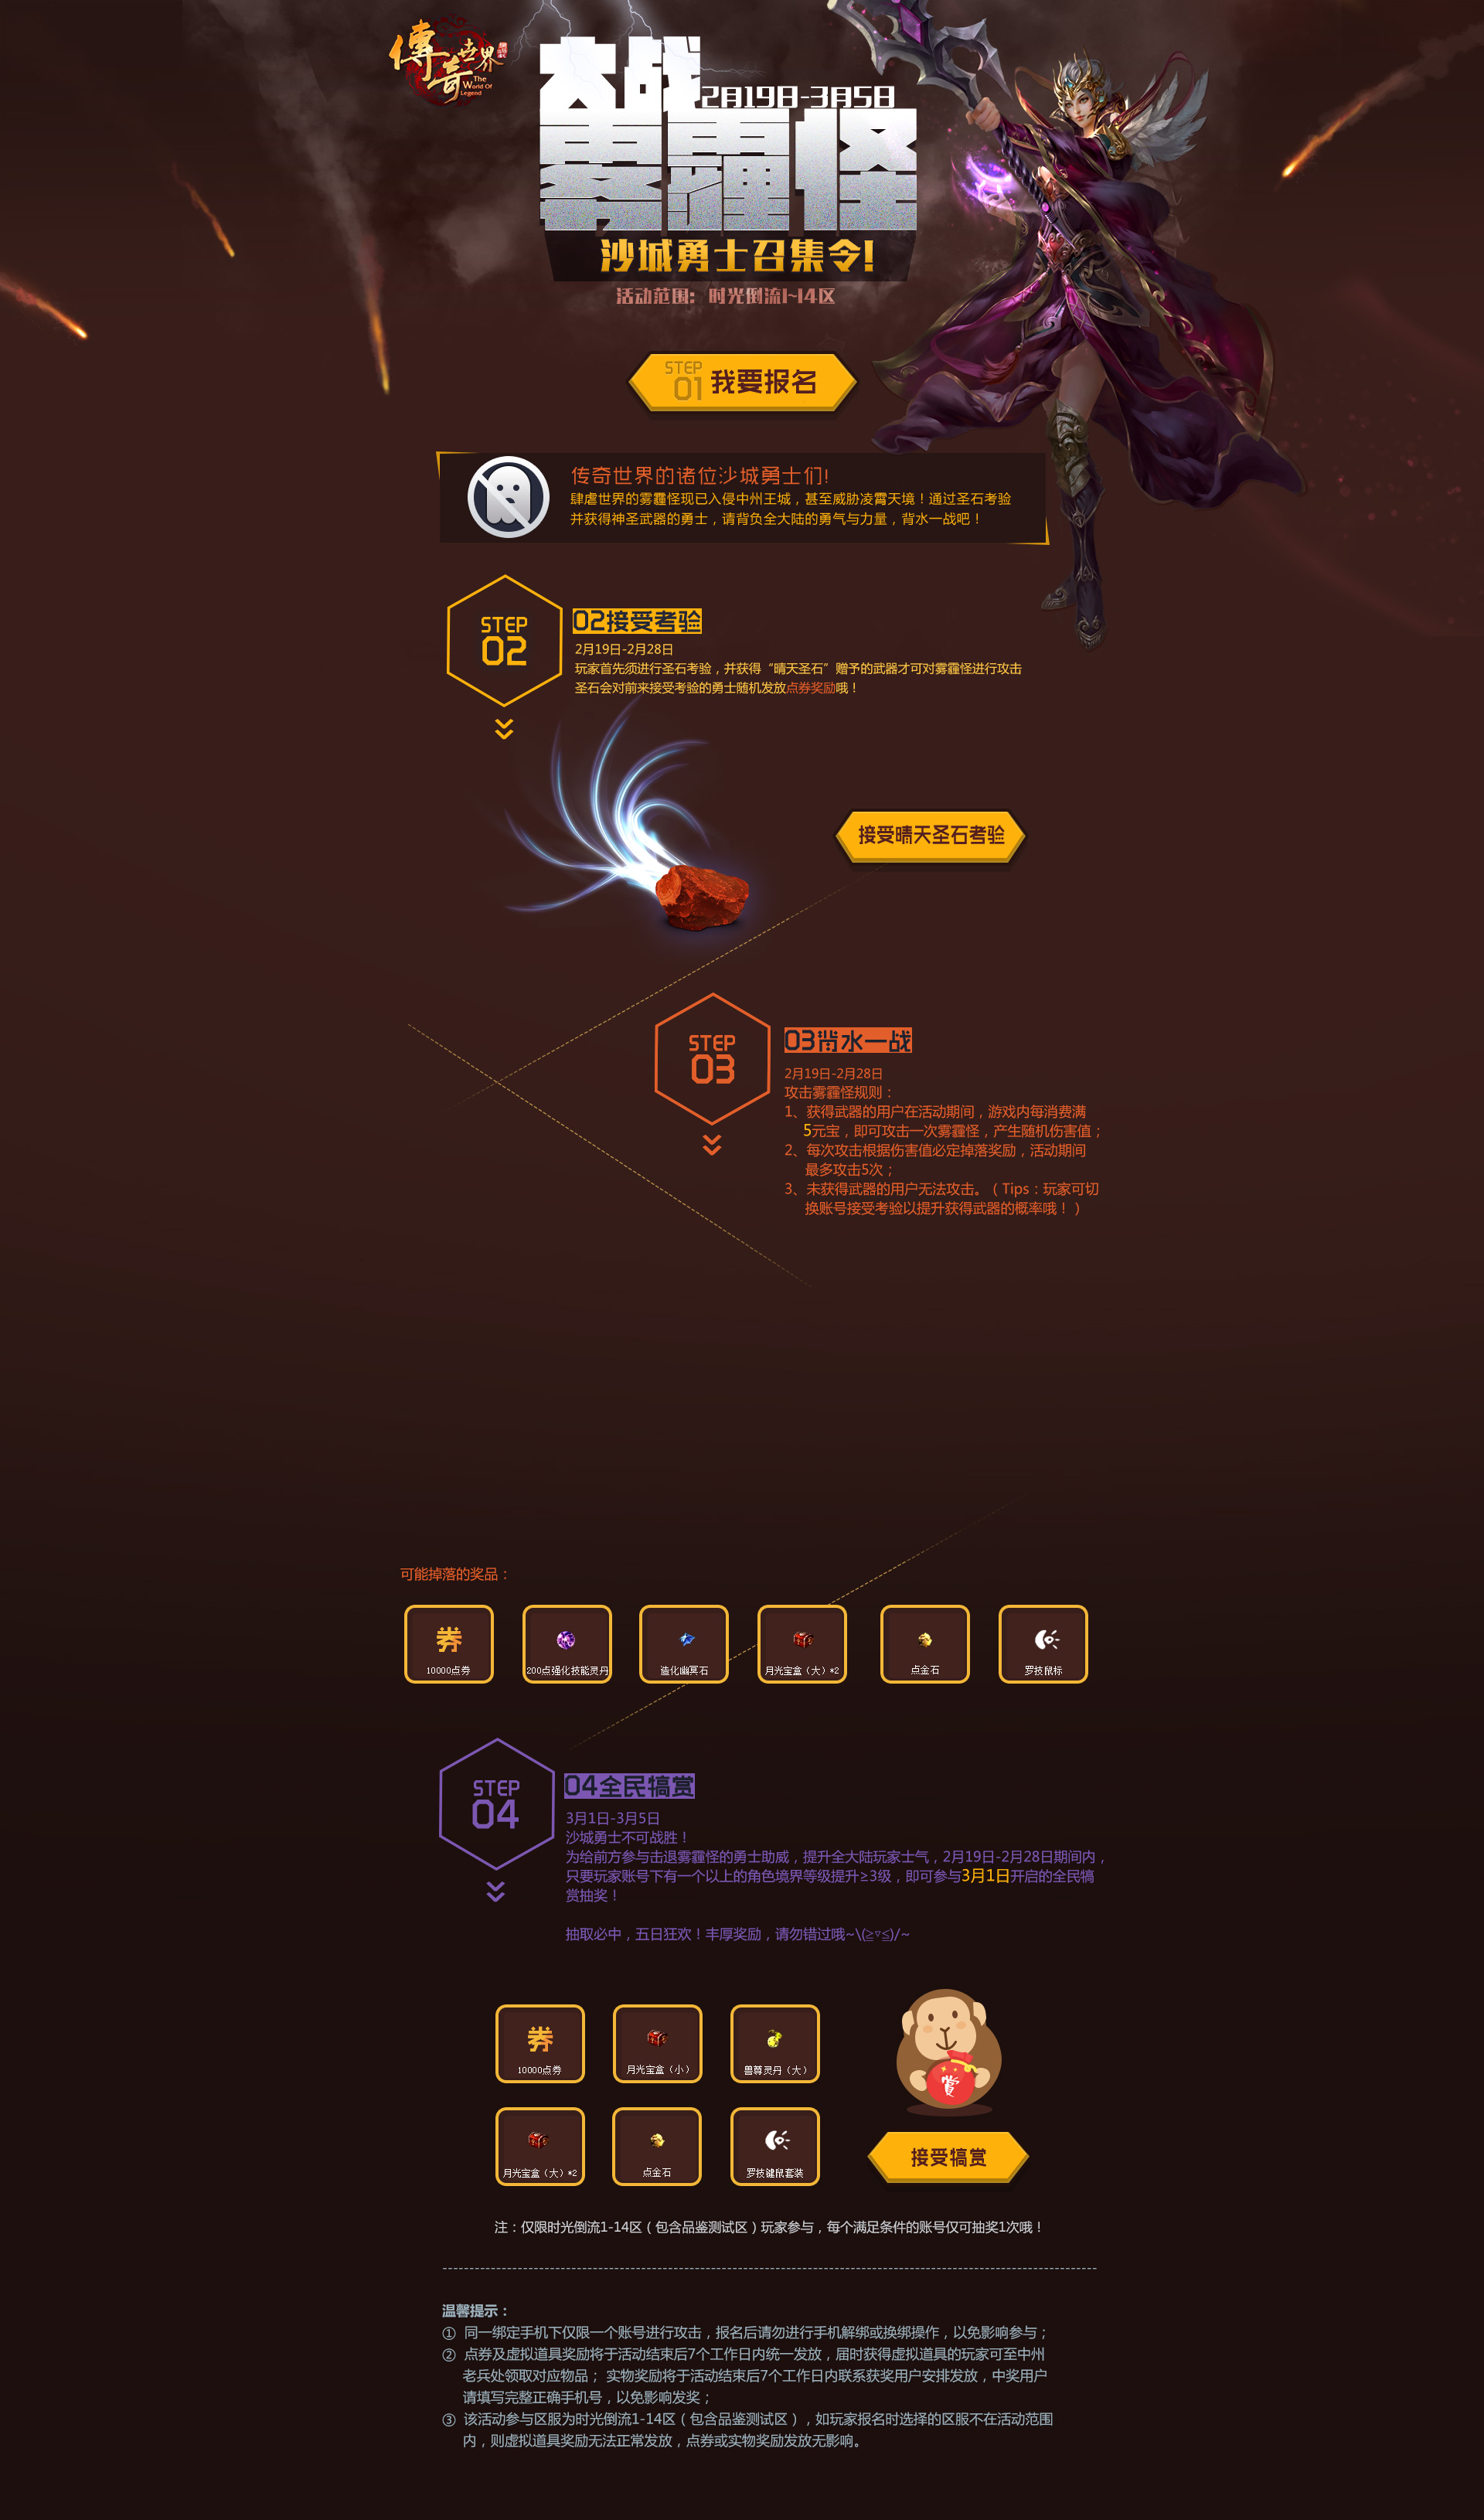 傳奇世界
The World Of Legend
大战
2月19日-3月5日
雾霾怪
沙城勇士召集令!
活动范围：时光倒流1~14区
STEP 01 我要报名
传奇世界的诸位沙城勇士们!
肆虐世界的雾霾怪现已入侵中州王城，甚至威胁凌霄天境！通过圣石考验
并获得神圣武器的勇士，请背负全大陆的勇气与力量，背水一战吧！
STEP
02
02接受考验
2月19日-2月28日
玩家首先须进行圣石考验，并获得“晴天圣石”赠予的武器才可对雾霾怪进行攻击
圣石会对前来接受考验的勇士随机发放点券奖励哦！
接受晴天圣石考验
STEP
03
03背水一战
2月19日-2月28日
攻击雾霾怪规则：
1、获得武器的用户在活动期间，游戏内每消费满
5元宝，即可攻击一次雾霾怪，产生随机伤害值；
2、每次攻击根据伤害值必定掉落奖励，活动期间
最多攻击5次；
3、未获得武器的用户无法攻击。（Tips：玩家可切
换账号接受考验以提升获得武器的概率哦！）
可能掉落的奖品：
券
10000点券
200点强化技能灵丹
造化幽冥石
月光宝盒（大）*2
点金石
罗技鼠标
STEP
04
04全民犒赏
3月1日-3月5日
沙城勇士不可战胜！
为给前方参与击退雾霾怪的勇士助威，提升全大陆玩家士气，2月19日-2月28日期间内，
只要玩家账号下有一个以上的角色境界等级提升≥3级，即可参与3月1日开启的全民犒
赏抽奖！
抽取必中，五日狂欢！丰厚奖励，请勿错过哦~\(≧▽≦)/~
券
10000点券
月光宝盒（小）
兽尊灵丹（大）
赏
月光宝盒（大）*2
点金石
罗技键鼠套装
接受犒赏
注：仅限时光倒流1-14区（包含品鉴测试区）玩家参与，每个满足条件的账号仅可抽奖1次哦！
温馨提示：
① 同一绑定手机下仅限一个账号进行攻击，报名后请勿进行手机解绑或换绑操作，以免影响参与；
② 点券及虚拟道具奖励将于活动结束后7个工作日内统一发放，届时获得虚拟道具的玩家可至中州
老兵处领取对应物品； 实物奖励将于活动结束后7个工作日内联系获奖用户安排发放，中奖用户
请填写完整正确手机号，以免影响发奖；
③ 该活动参与区服为时光倒流1-14区（包含品鉴测试区），如玩家报名时选择的区服不在活动范围
内，则虚拟道具奖励无法正常发放，点券或实物奖励发放无影响。